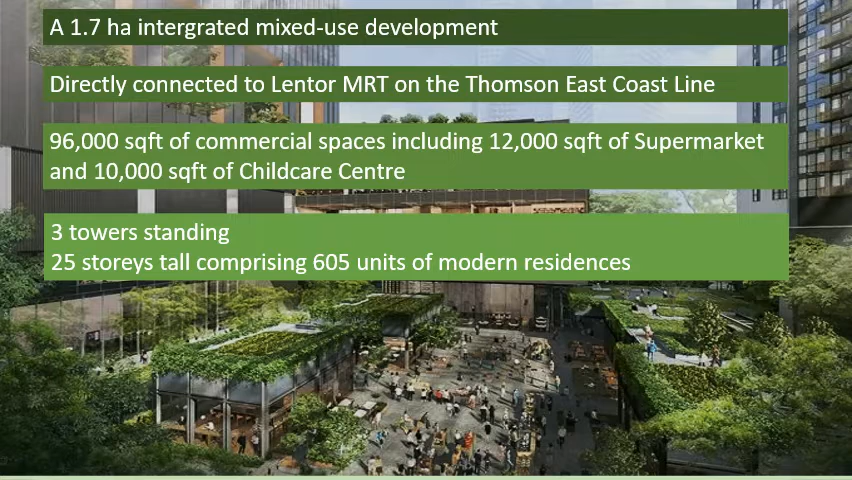 A 1.7 ha intergrated mixed-use development
Directly connected to Lentor MRT on the Thomson East Coast Line
96,000 sqft of commercial spaces including 12,000 sqft of Supermarket
and 10,000 sqft of Childcare Centre
3 towers standing
25 storeys tall comprising 605 units of modern residences